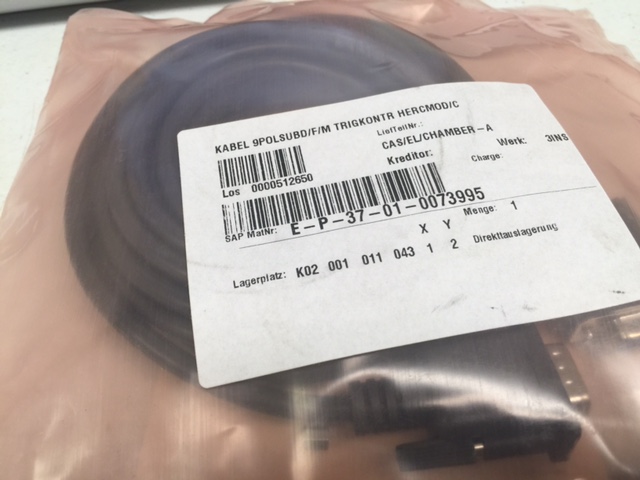 KABEL 9POLSUBD/F/M TRIGKONTR HERCMOD/C
LiefTeilNr.:
CAS/EL/CHAMBER-A
Los 0000512650
Kreditor:
Werk: 3INS
Charge:
SAP MatNr: E-P-37-01-0073995
X Y Menge: 1
Lagerplatz: K02 001 011 043 1 2 Direktauslagerung